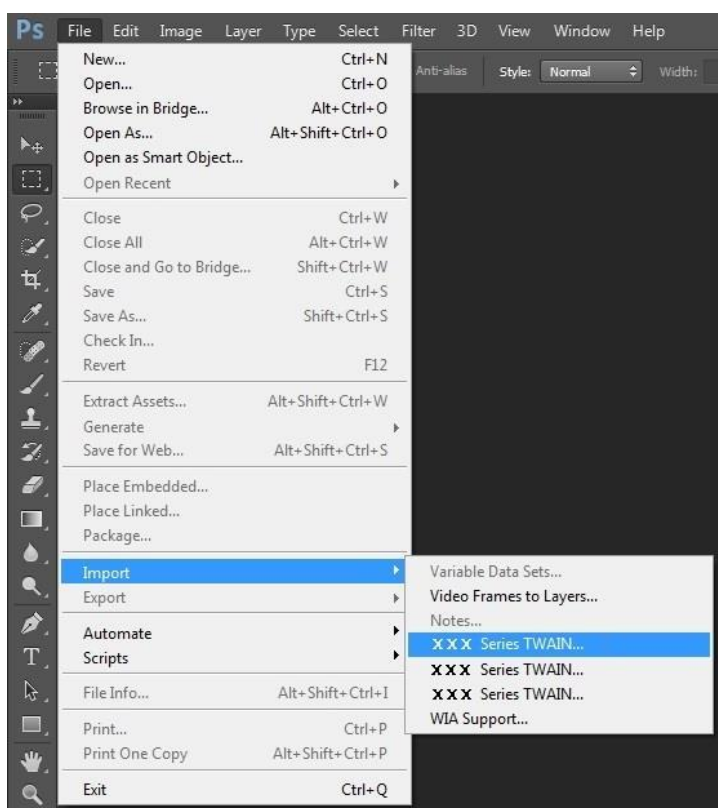 Ps File Edit Image Layer Type Select Filter 3D View Window Help
Anti-alias Style: Normal Width:
New... Ctrl+N
Open... Ctrl+O
Browse in Bridge... Alt+Ctrl+O
Open As... Alt+Shift+Ctrl+O
Open as Smart Object...
Open Recent
Close Ctrl+W
Close All Alt+Ctrl+W
Close and Go to Bridge... Shift+Ctrl+W
Save Ctrl+S
Save As... Shift+Ctrl+S
Check In...
Revert F12
Extract Assets... Alt+Shift+Ctrl+W
Generate
Save for Web... Alt+Shift+Ctrl+S
Place Embedded...
Place Linked...
Package...
Import
Export
Automate
Scripts
File Info... Alt+Shift+Ctrl+I
Print... Ctrl+P
Print One Copy Alt+Shift+Ctrl+P
Exit Ctrl+Q
Variable Data Sets...
Video Frames to Layers...
Notes...
XXX Series TWAIN...
XXX Series TWAIN...
XXX Series TWAIN...
WIA Support...